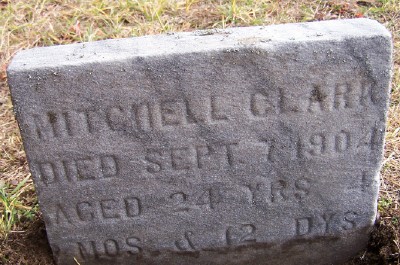 MITCHELL CLARK
DIED SEPT. 7 1904
AGED 24 YRS
MOS. & 12 DYS